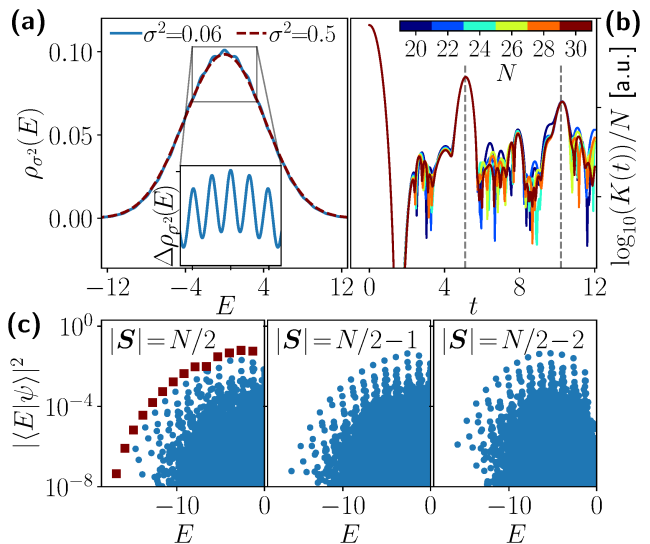 (a)
σ²=0.06
σ²=0.5
0.10
0.05
0.00
ρσ²(E)
Δρσ²(E)
−12
−4
4
12
E
(b)
20 22 24 26 28 30
N
log₁₀(K(t))/N [a.u.]
0
4
8
12
t
(c)
|S|=N/2
|S|=N/2−1
|S|=N/2−2
10⁰
10⁻⁴
10⁻⁸
|⟨E|ψ⟩|²
−10 0
−10 0
−10 0
E
E
E